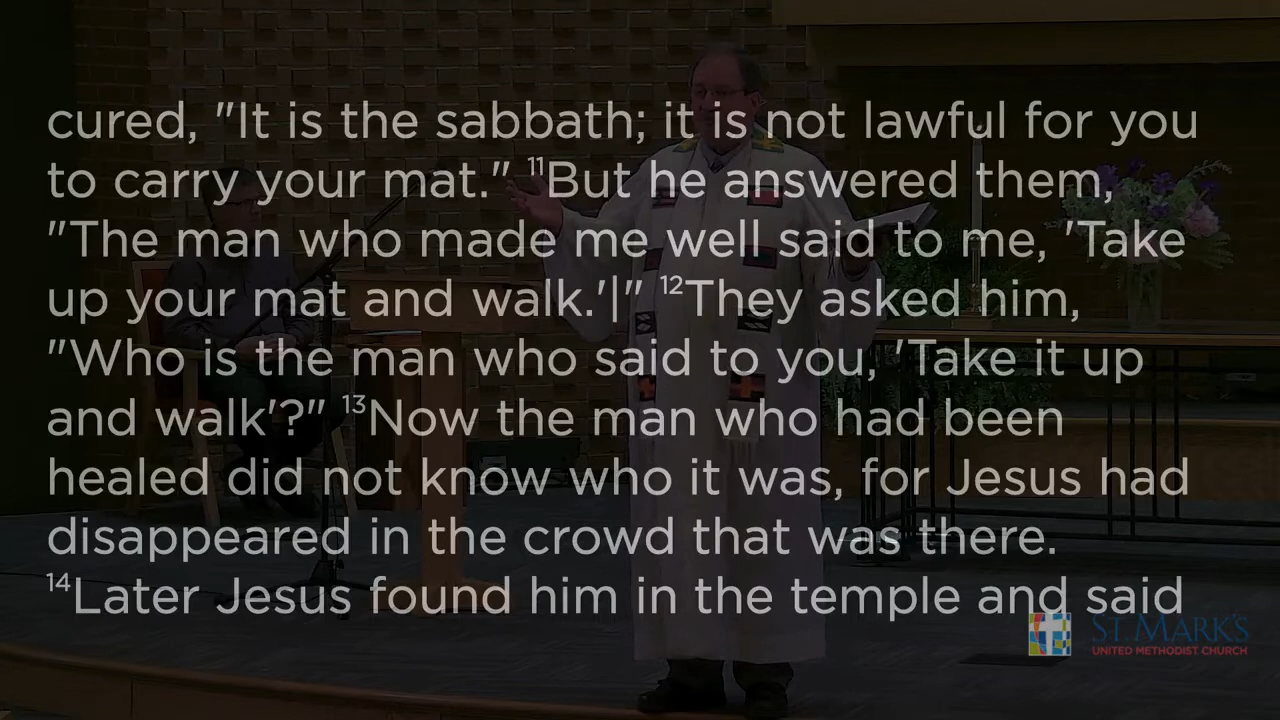 cured, "It is the sabbath; it is not lawful for you
to carry your mat." ¹¹But he answered them,
"The man who made me well said to me, 'Take
up your mat and walk.'|" ¹²They asked him,
"Who is the man who said to you, 'Take it up
and walk'?" ¹³Now the man who had been
healed did not know who it was, for Jesus had
disappeared in the crowd that was there.
¹⁴Later Jesus found him in the temple and said
ST. MARK'S
UNITED METHODIST CHURCH